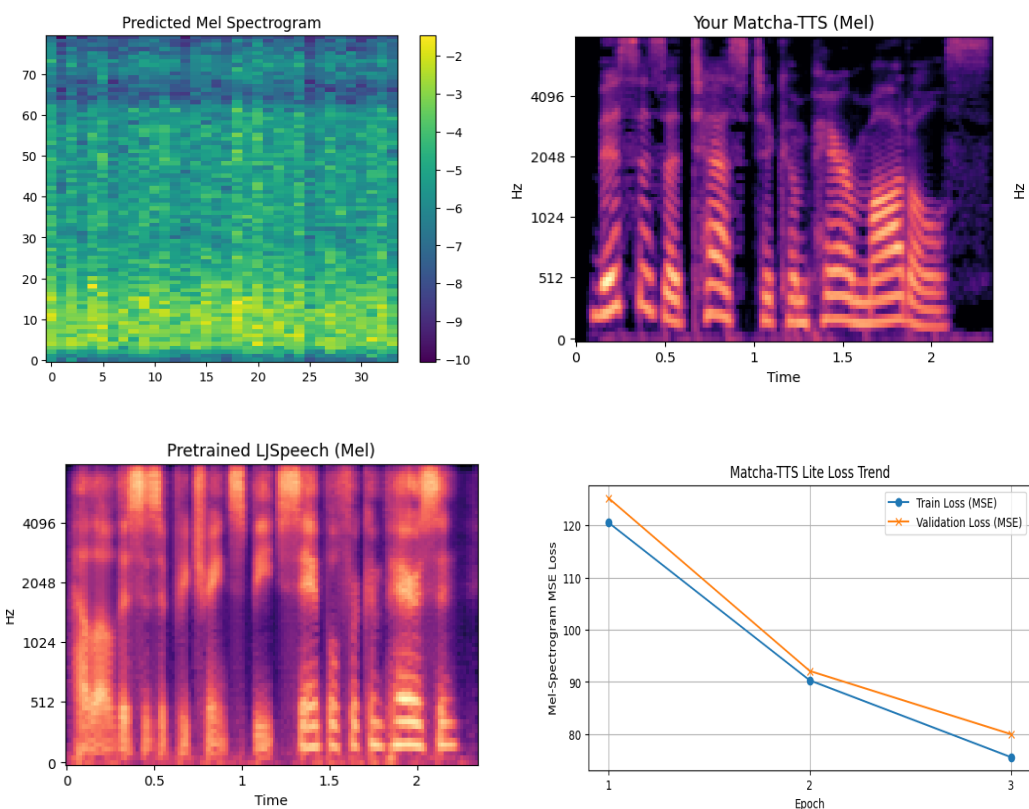 Predicted Mel Spectrogram
70
60
50
40
30
20
10
0
0 5 10 15 20 25 30
−2
−3
−4
−5
−6
−7
−8
−9
−10
Your Matcha-TTS (Mel)
Hz
4096
2048
1024
512
0
0 0.5 1 1.5 2
Time
Hz
Pretrained LJSpeech (Mel)
Hz
4096
2048
1024
512
0
0 0.5 1 1.5 2
Time
Matcha-TTS Lite Loss Trend
Train Loss (MSE)
Validation Loss (MSE)
Mel-Spectrogram MSE Loss
120
110
100
90
80
1 2 3
Epoch